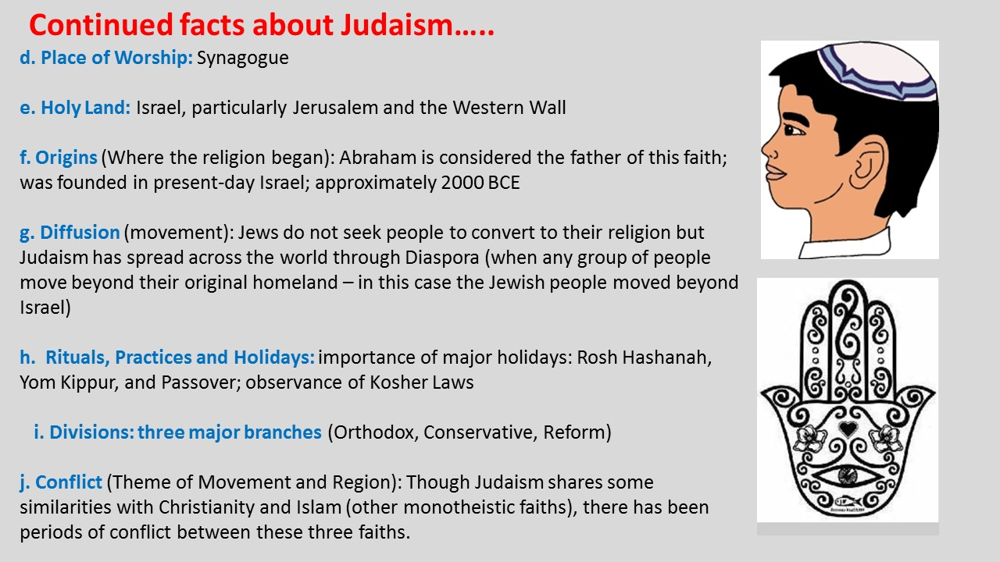 Continued facts about Judaism…..
d. Place of Worship: Synagogue
e. Holy Land: Israel, particularly Jerusalem and the Western Wall
f. Origins (Where the religion began): Abraham is considered the father of this faith;
was founded in present-day Israel; approximately 2000 BCE
g. Diffusion (movement): Jews do not seek people to convert to their religion but
Judaism has spread across the world through Diaspora (when any group of people
move beyond their original homeland – in this case the Jewish people moved beyond
Israel)
h. Rituals, Practices and Holidays: importance of major holidays: Rosh Hashanah,
Yom Kippur, and Passover; observance of Kosher Laws
i. Divisions: three major branches (Orthodox, Conservative, Reform)
j. Conflict (Theme of Movement and Region): Though Judaism shares some
similarities with Christianity and Islam (other monotheistic faiths), there has been
periods of conflict between these three faiths.